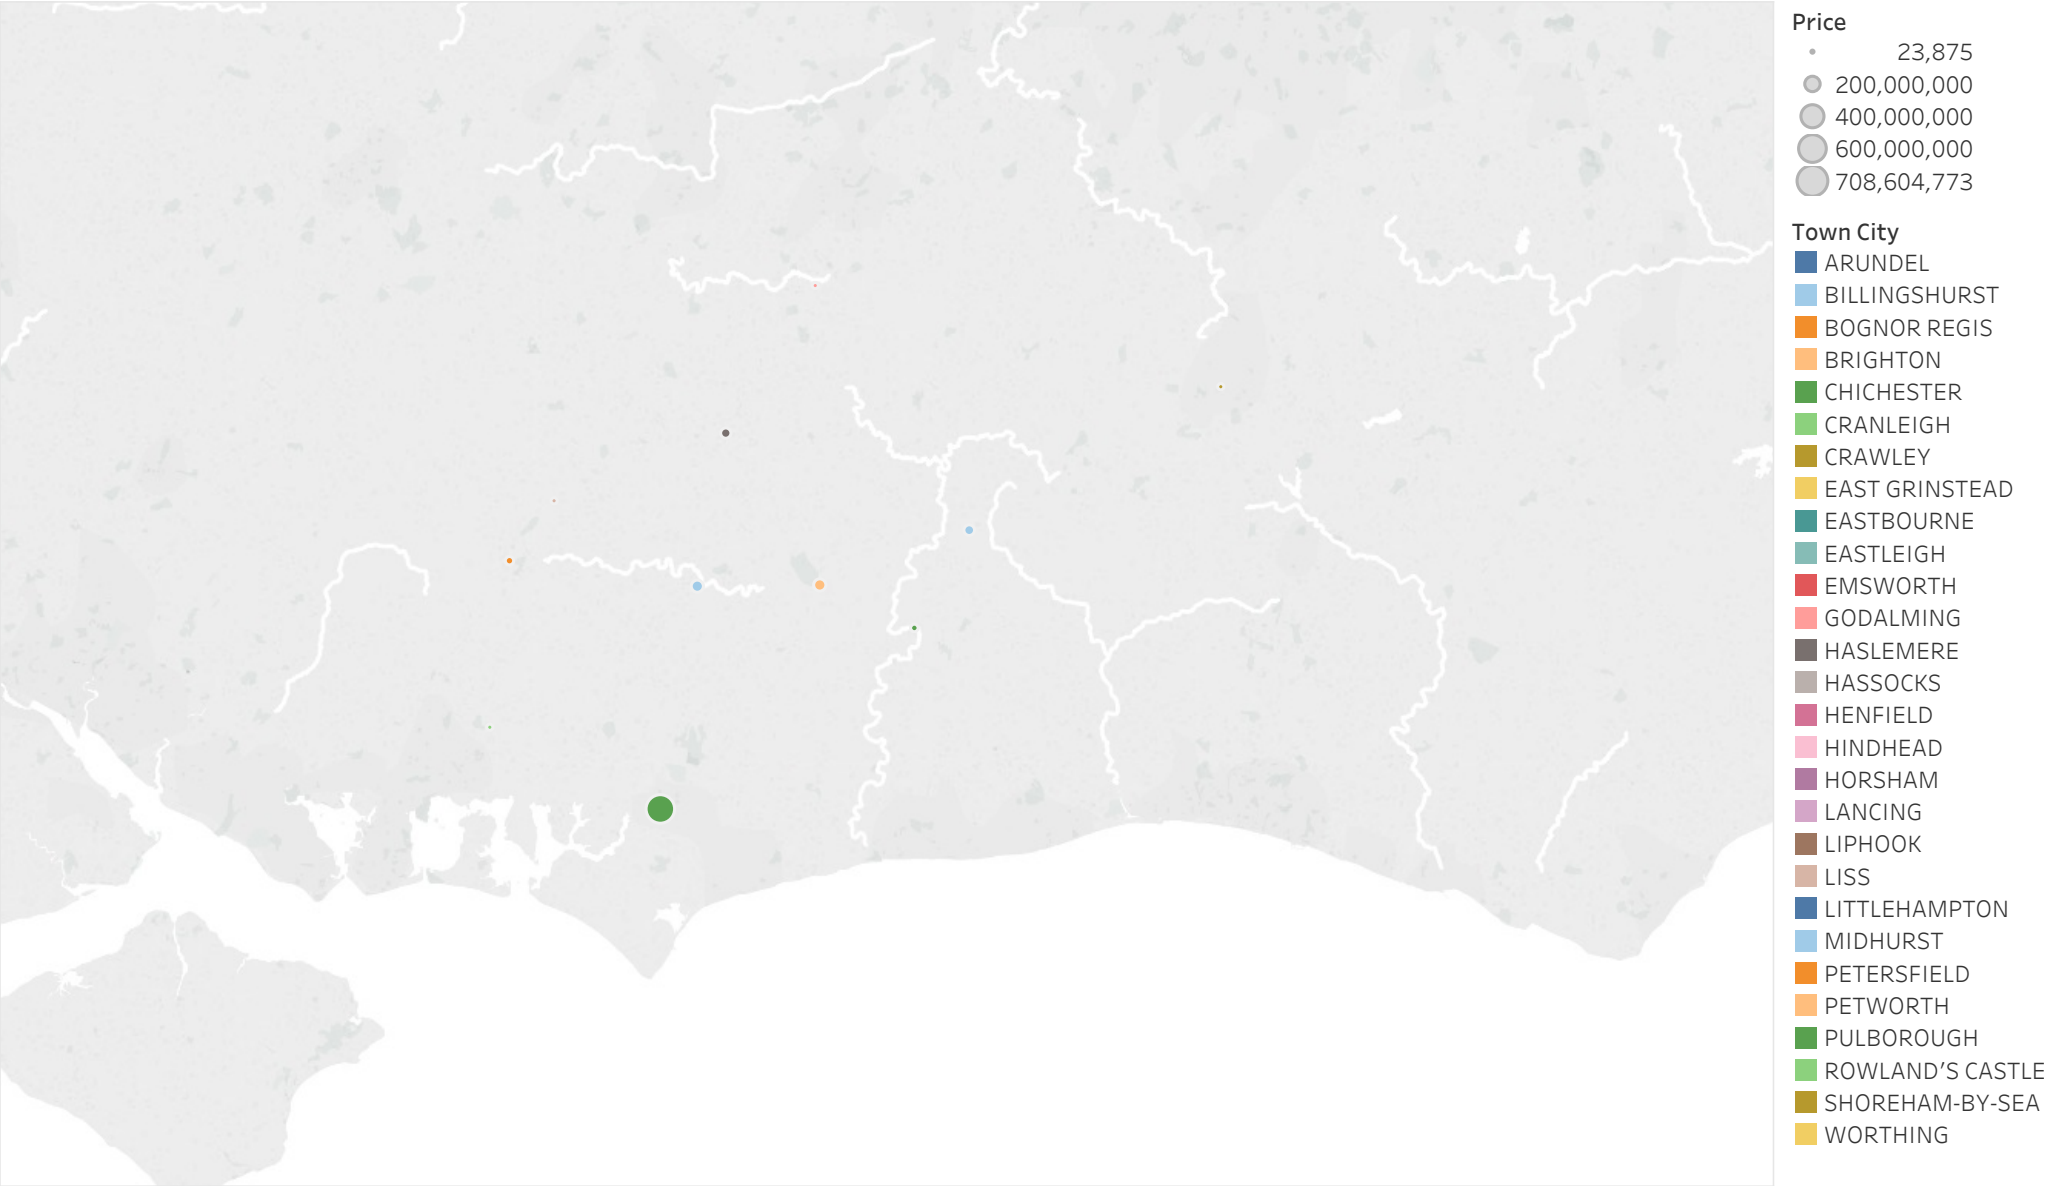 Price
23,875
200,000,000
400,000,000
600,000,000
708,604,773
Town City
ARUNDEL
BILLINGSHURST
BOGNOR REGIS
BRIGHTON
CHICHESTER
CRANLEIGH
CRAWLEY
EAST GRINSTEAD
EASTBOURNE
EASTLEIGH
EMSWORTH
GODALMING
HASLEMERE
HASSOCKS
HENFIELD
HINDHEAD
HORSHAM
LANCING
LIPHOOK
LISS
LITTLEHAMPTON
MIDHURST
PETERSFIELD
PETWORTH
PULBOROUGH
ROWLAND’S CASTLE
SHOREHAM-BY-SEA
WORTHING